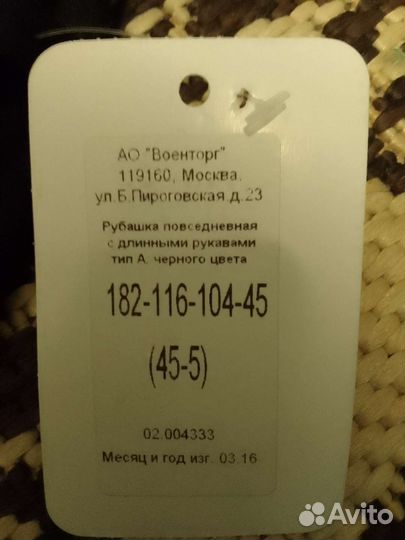 АО "Военторг"
119160, Москва.
ул.Б.Пироговская.д.23
Рубашка повседневная
с длинными рукавами
тип А, черного цвета
182-116-104-45
(45-5)
02.004333
Месяц и год изг. 03.16
Avito